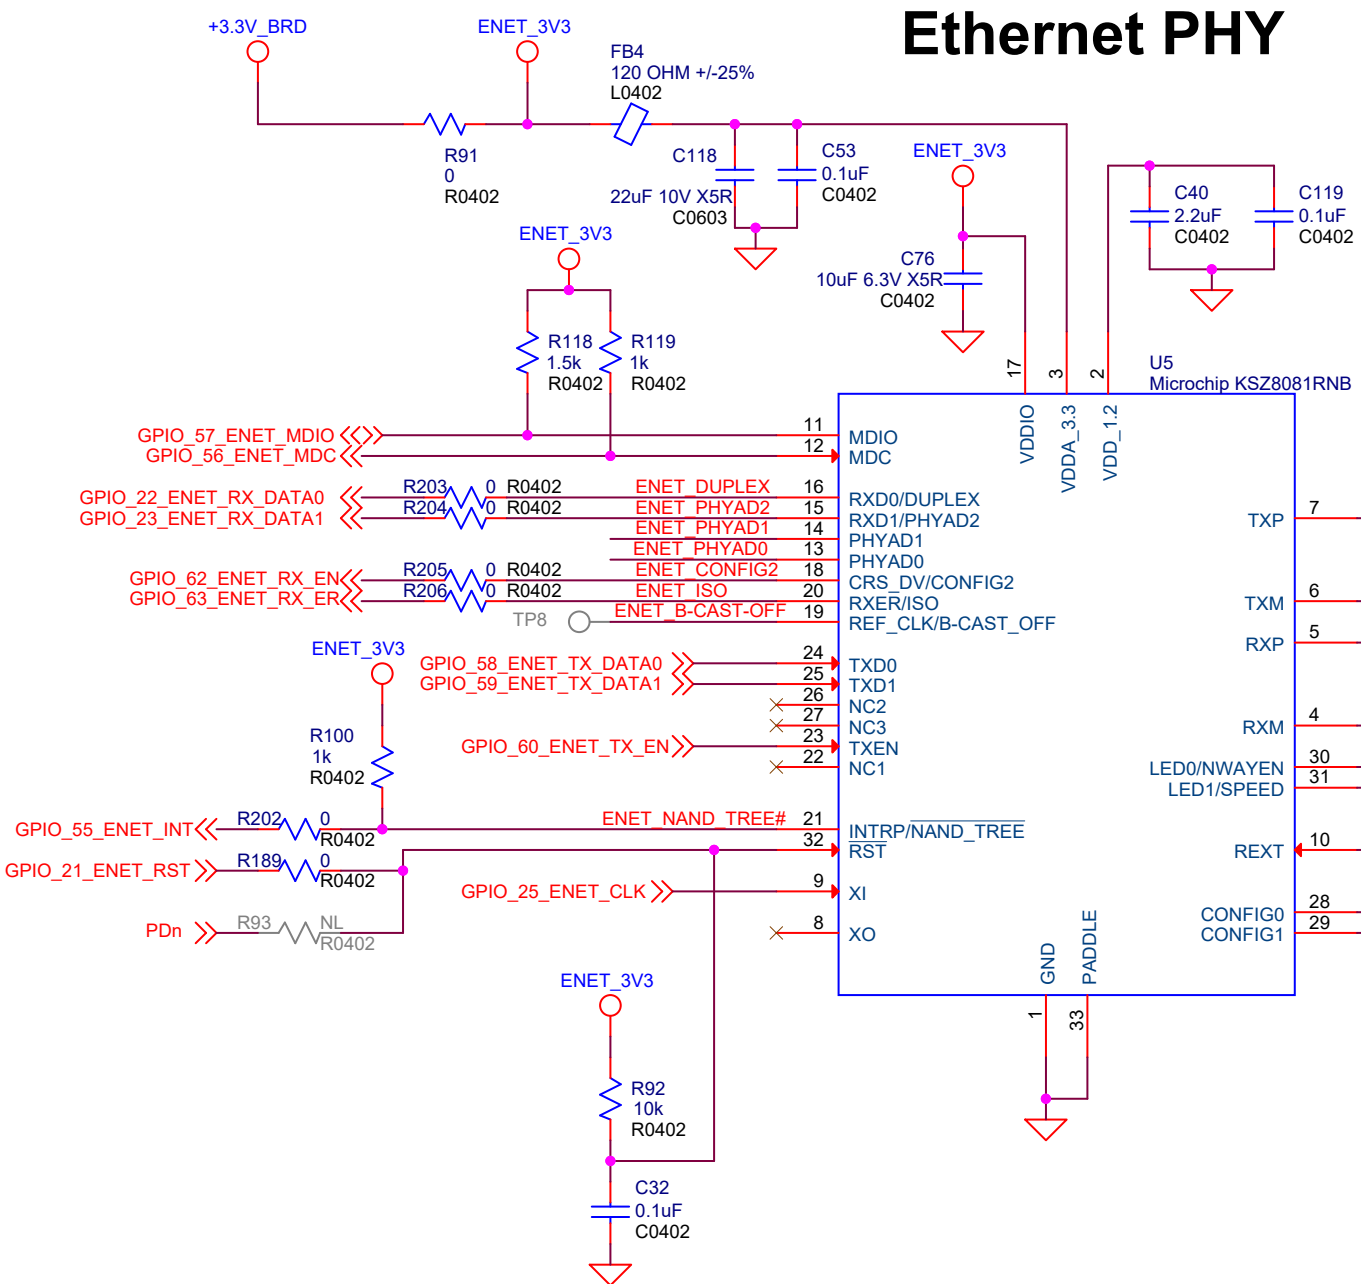 Ethernet PHY
+3.3V_BRD
ENET_3V3
FB4
120 OHM +/-25%
L0402
R91
0
R0402
C118
22uF 10V X5R
C0603
C53
0.1uF
C0402
ENET_3V3
C76
10uF 6.3V X5R
C0402
C40
2.2uF
C0402
C119
0.1uF
C0402
ENET_3V3
R118
1.5k
R0402
R119
1k
R0402
17
3
2
U5
Microchip KSZ8081RNB
VDDIO
VDDA_3.3
VDD_1.2
GPIO_57_ENET_MDIO
11
MDIO
GPIO_56_ENET_MDC
12
MDC
GPIO_22_ENET_RX_DATA0
R203
0
R0402
ENET_DUPLEX
16
RXD0/DUPLEX
GPIO_23_ENET_RX_DATA1
R204
0
R0402
ENET_PHYAD2
15
RXD1/PHYAD2
ENET_PHYAD1
14
PHYAD1
ENET_PHYAD0
13
PHYAD0
GPIO_62_ENET_RX_EN
R205
0
R0402
ENET_CONFIG2
18
CRS_DV/CONFIG2
GPIO_63_ENET_RX_ER
R206
0
R0402
ENET_ISO
20
RXER/ISO
TP8
ENET_B-CAST-OFF
19
REF_CLK/B-CAST_OFF
TXP
7
TXM
6
RXP
5
RXM
4
LED0/NWAYEN
30
LED1/SPEED
31
REXT
10
CONFIG0
28
CONFIG1
29
GPIO_58_ENET_TX_DATA0
24
TXD0
GPIO_59_ENET_TX_DATA1
25
TXD1
26
NC2
27
NC3
GPIO_60_ENET_TX_EN
23
TXEN
22
NC1
ENET_3V3
R100
1k
R0402
GPIO_55_ENET_INT
R202
0
R0402
ENET_NAND_TREE#
21
INTRP/NAND_TREE
32
RST
GPIO_21_ENET_RST
R189
0
R0402
GPIO_25_ENET_CLK
9
XI
PDn
R93
NL
R0402
8
XO
GND
PADDLE
1
33
ENET_3V3
R92
10k
R0402
C32
0.1uF
C0402